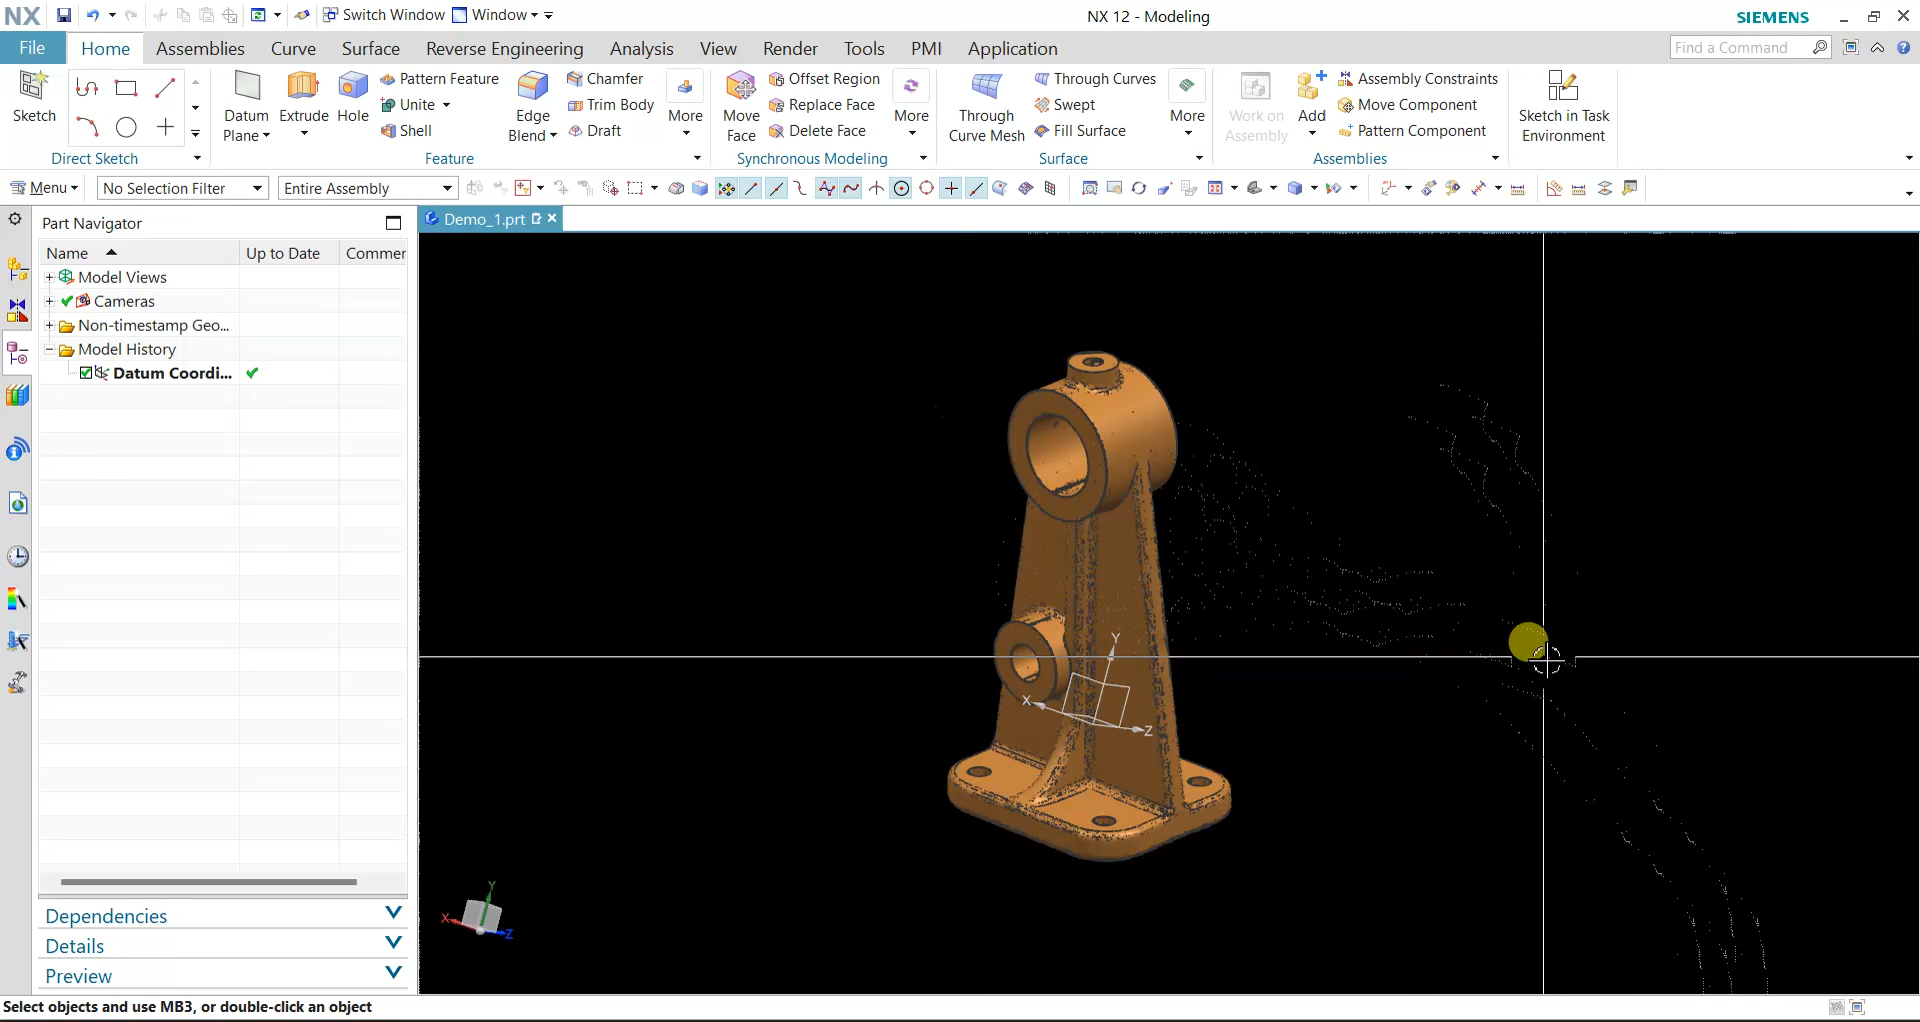 NX Switch Window Window NX 12 - Modeling SIEMENS
File Home Assemblies Curve Surface Reverse Engineering Analysis View Render Tools PMI Application Find a Command
Sketch
Direct Sketch
Datum Plane
Extrude
Hole
Pattern Feature
Unite
Shell
Edge Blend
Chamfer
Trim Body
Draft
More
Feature
Move Face
Offset Region
Replace Face
Delete Face
More
Synchronous Modeling
Through Curve Mesh
Through Curves
Swept
Fill Surface
More
Surface
Work on Assembly
Add
Assembly Constraints
Move Component
Pattern Component
Assemblies
Sketch in Task Environment
Menu No Selection Filter Entire Assembly
Part Navigator
Demo_1.prt
Name Up to Date Commer
Model Views
Cameras
Non-timestamp Geo...
Model History
Datum Coordi...
Y
X
Z
Y
X
Z
Dependencies
Details
Preview
Select objects and use MB3, or double-click an object